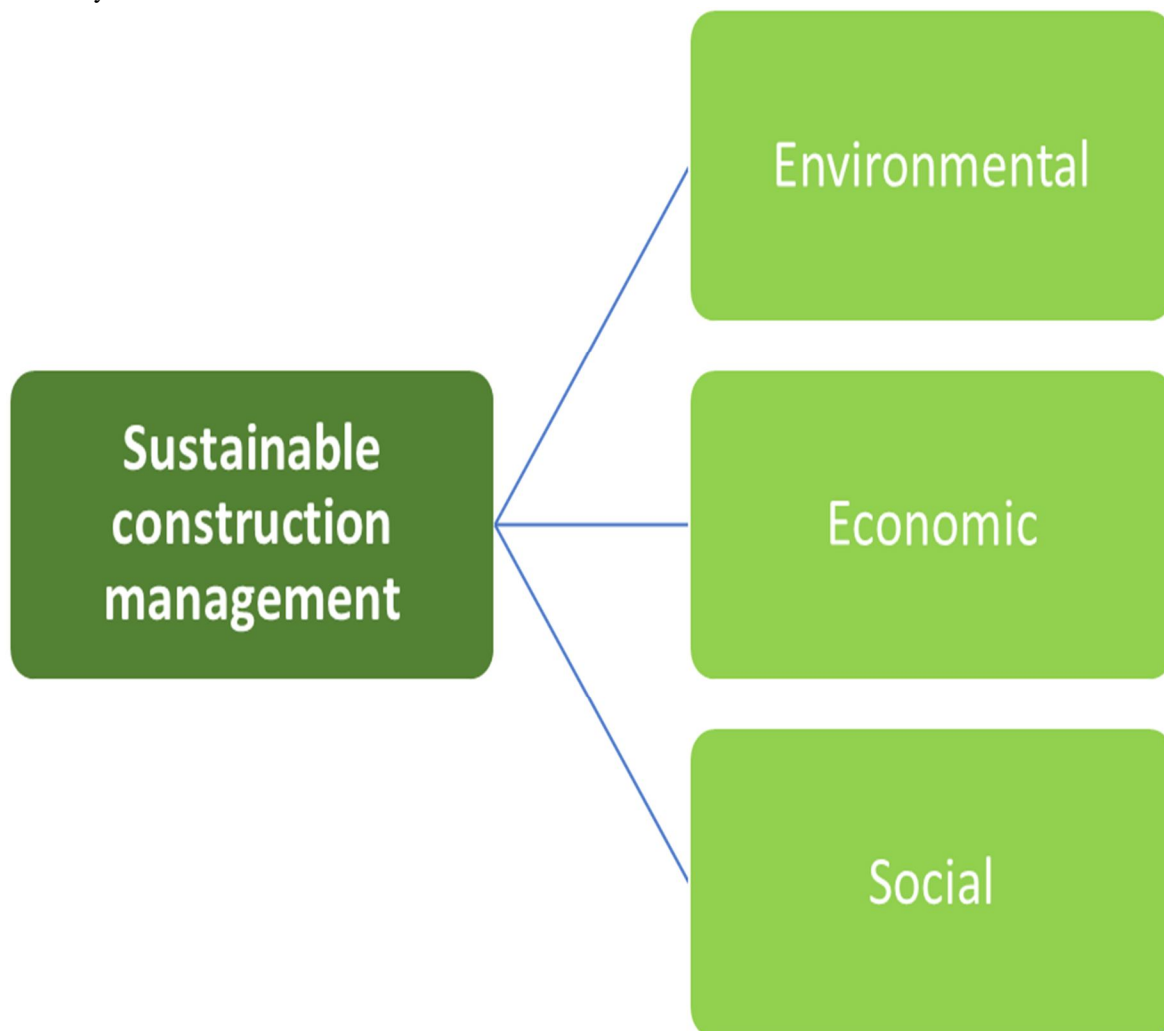 Environmental
Sustainable
construction
management
Economic
Social